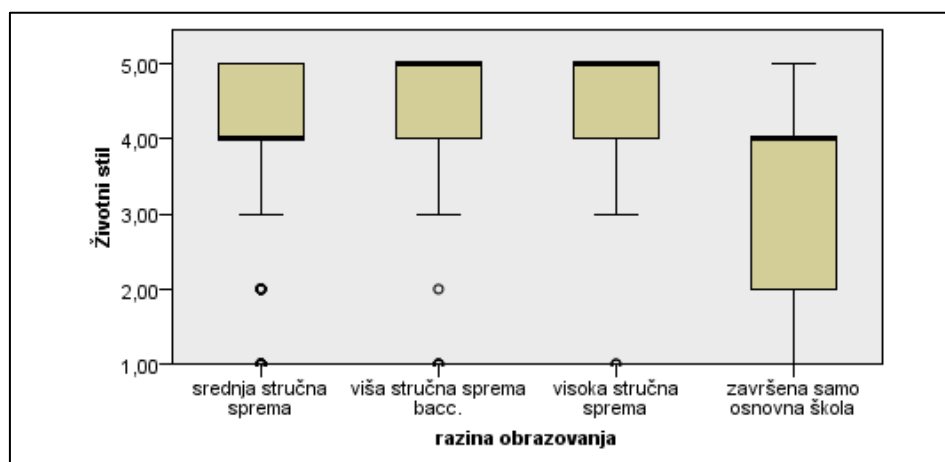 5,00
4,00
3,00
2,00
1,00
Životni stil
srednja stručna
sprema
viša stručna sprema
bacc.
visoka stručna
sprema
završena samo
osnovna škola
razina obrazovanja